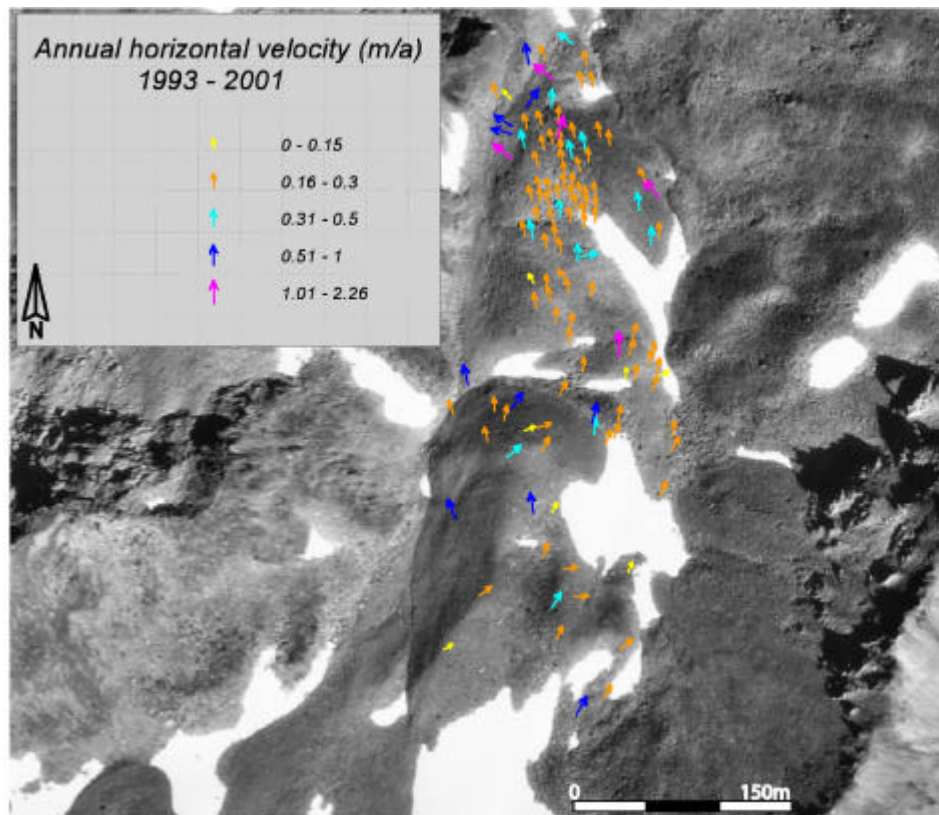 Annual horizontal velocity (m/a)
1993 - 2001
0 - 0.15
0.16 - 0.3
0.31 - 0.5
0.51 - 1
1.01 - 2.26
N
0 150m